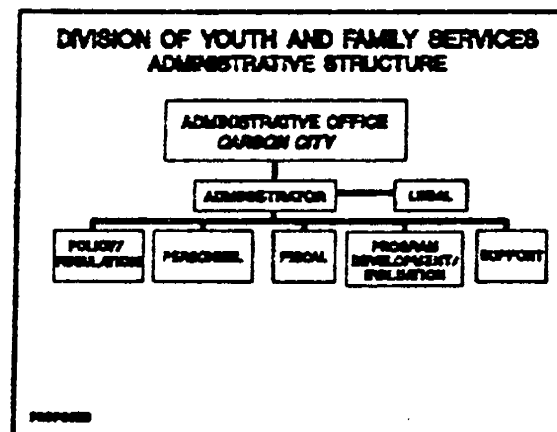 DIVISION OF YOUTH AND FAMILY SERVICES
ADMINISTRATIVE STRUCTURE
ADMINISTRATIVE OFFICE
CARSON CITY
ADMINISTRATOR
LEGAL
POLICY/
REGULATIONS
PERSONNEL
FISCAL
PROGRAM
DEVELOPMENT/
EVALUATION
SUPPORT
PROPOSED